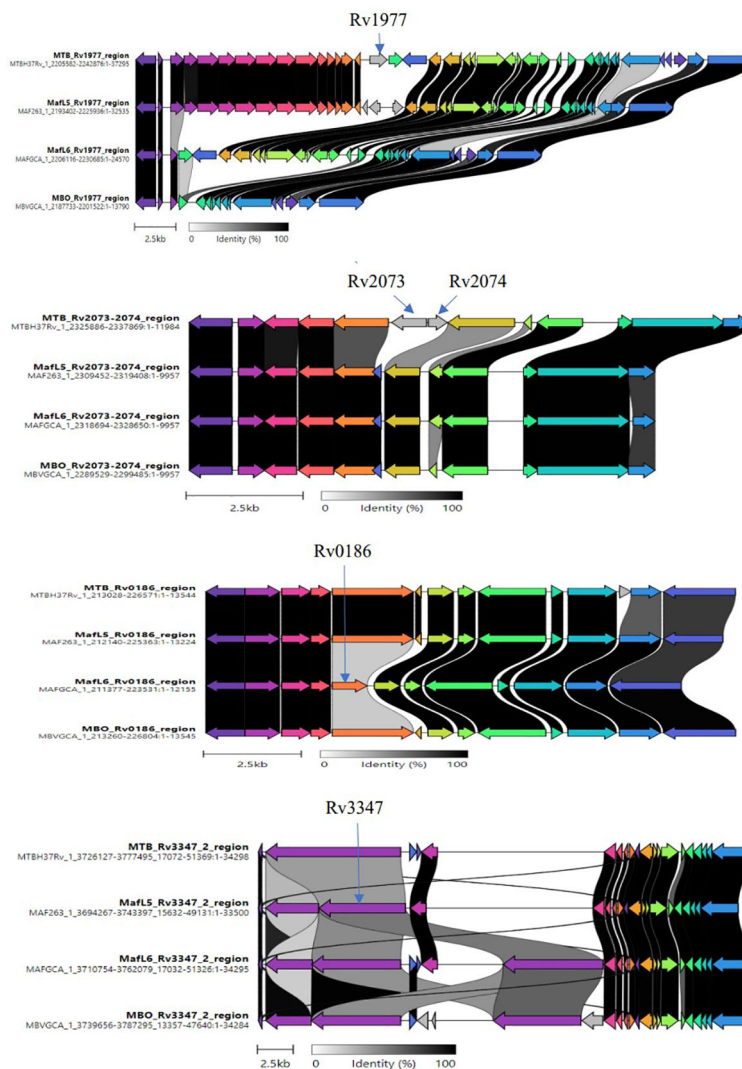 Rv1977
MTB_Rv1977_region
MTBH37Rv_1_2205582-2242876:1-37295
MafL5_Rv1977_region
MAF263_1_2193402-2225936:1-32535
MafL6_Rv1977_region
MAFGCA_1_2206116-2230685:1-24570
MBO_Rv1977_region
MBVGCA_1_2187733-2201522:1-13790
2.5kb
0 Identity (%) 100
Rv2073 Rv2074
MTB_Rv2073-2074_region
MTBH37Rv_1_2325886-2337869:1-11984
MafL5_Rv2073-2074_region
MAF263_1_2309452-2319408:1-9957
MafL6_Rv2073-2074_region
MAFGCA_1_2318694-2328650:1-9957
MBO_Rv2073-2074_region
MBVGCA_1_2289529-2299485:1-9957
2.5kb
0 Identity (%) 100
Rv0186
MTB_Rv0186_region
MTBH37Rv_1_213028-226571:1-13544
MafL5_Rv0186_region
MAF263_1_212140-225363:1-13224
MafL6_Rv0186_region
MAFGCA_1_211377-223531:1-12155
MBO_Rv0186_region
MBVGCA_1_213260-226804:1-13545
2.5kb
0 Identity (%) 100
Rv3347
MTB_Rv3347_2_region
MTBH37Rv_1_3726127-3777495_17072-51369:1-34298
MafL5_Rv3347_2_region
MAF263_1_3694267-3743397_15632-49131:1-33500
MafL6_Rv3347_2_region
MAFGCA_1_3710754-3762079_17032-51326:1-34295
MBO_Rv3347_2_region
MBVGCA_1_3739656-3787295_13357-47640:1-34284
2.5kb
0 Identity (%) 100